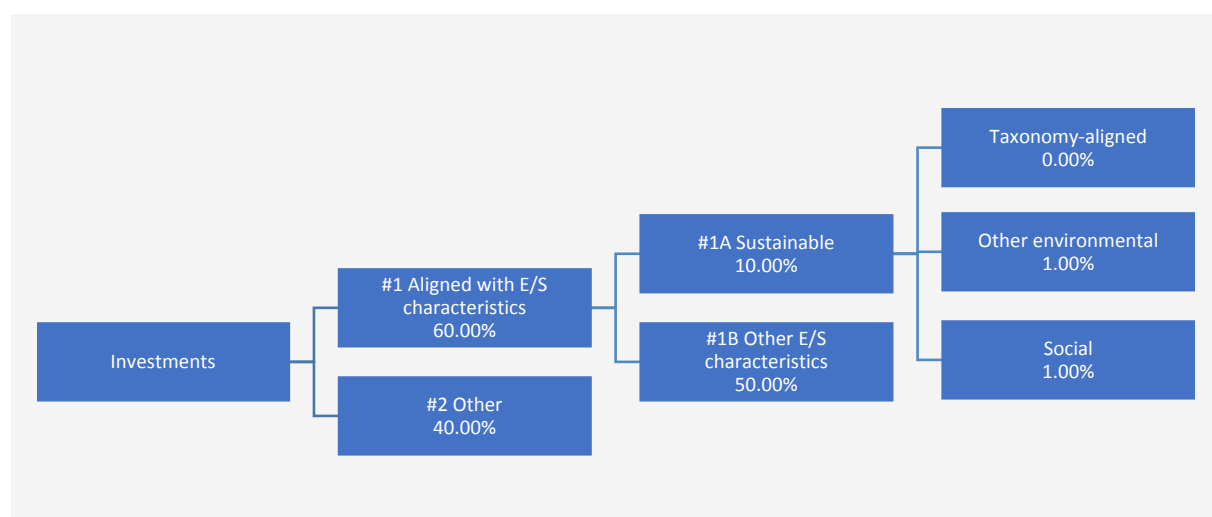 Investments
#1 Aligned with E/S
characteristics
60.00%
#2 Other
40.00%
#1A Sustainable
10.00%
#1B Other E/S
characteristics
50.00%
Taxonomy-aligned
0.00%
Other environmental
1.00%
Social
1.00%